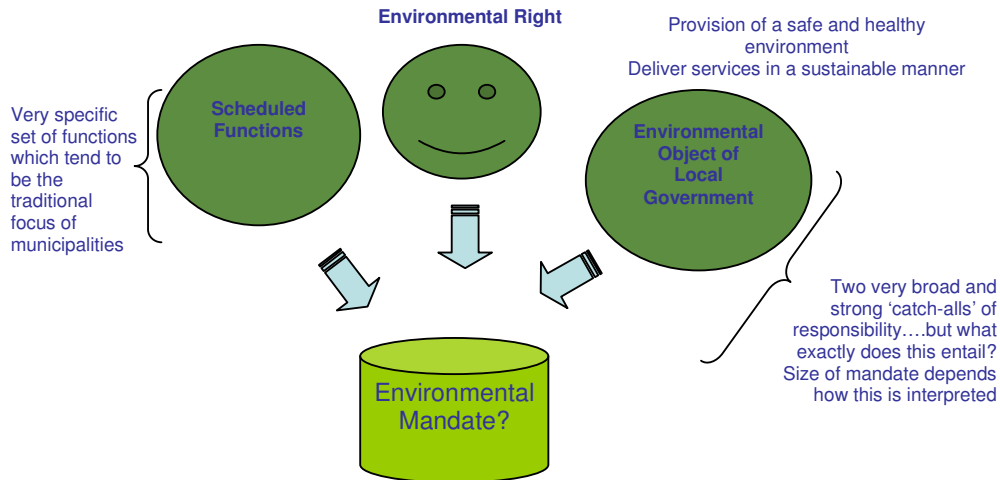 Environmental Right
Provision of a safe and healthy
environment
Deliver services in a sustainable manner
Very specific
set of functions
which tend to
be the
traditional
focus of
municipalities
Scheduled
Functions
Environmental
Object of
Local
Government
Two very broad and
strong ‘catch-alls’ of
responsibility….but what
exactly does this entail?
Size of mandate depends
how this is interpreted
Environmental
Mandate?